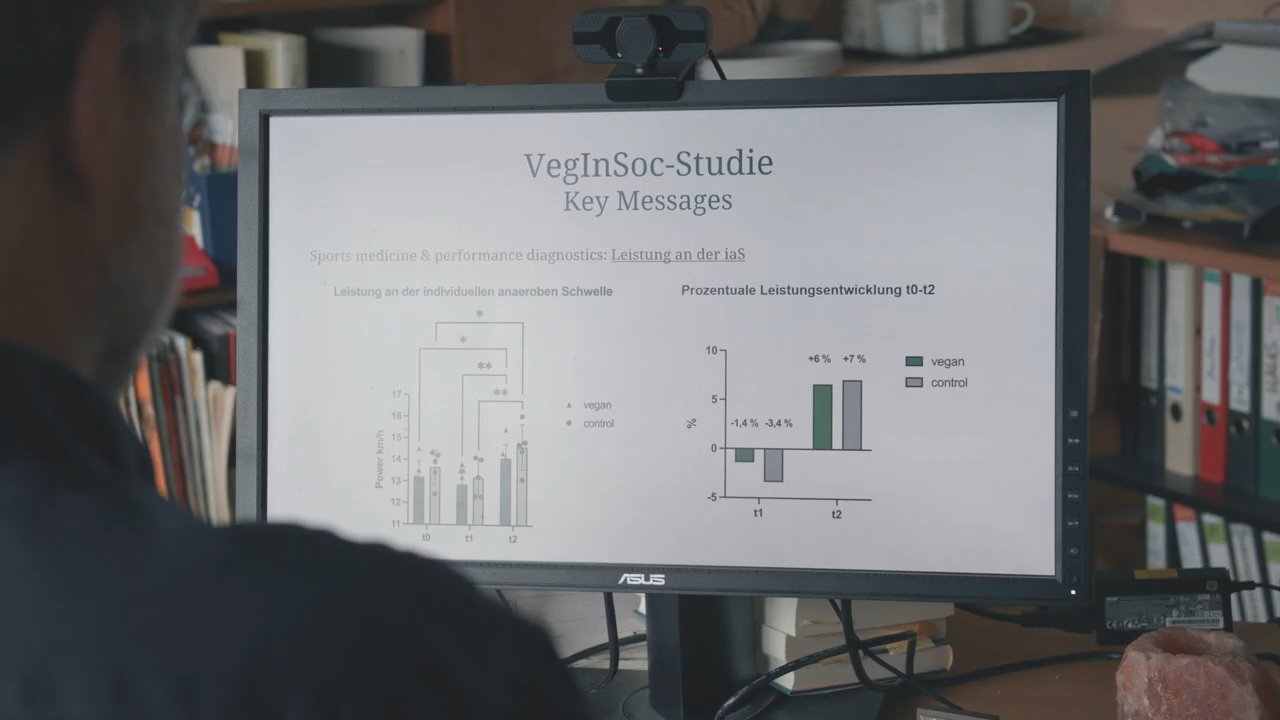 VegInSoc-Studie
Key Messages
Sports medicine & performance diagnostics: Leistung an der iaS
Leistung an der individuellen anaeroben Schwelle
*
*
**
**
17
16
15
14
13
12
11
Power km/h
t0
t1
t2
vegan
control
Prozentuale Leistungsentwicklung t0-t2
10
5
0
-5
%
-1,4 %
-3,4 %
+6 %
+7 %
t1
t2
vegan
control
ASUS